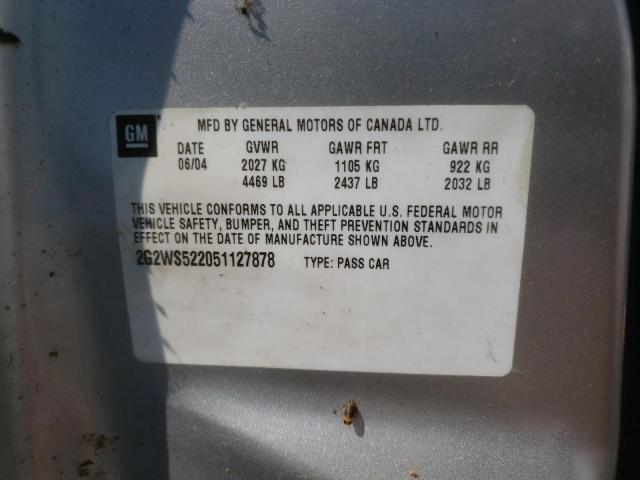 GM
MFD BY GENERAL MOTORS OF CANADA LTD.
DATE GVWR GAWR FRT GAWR RR
06/04 2027 KG 1105 KG 922 KG
4469 LB 2437 LB 2032 LB
THIS VEHICLE CONFORMS TO ALL APPLICABLE U.S. FEDERAL MOTOR
VEHICLE SAFETY, BUMPER, AND THEFT PREVENTION STANDARDS IN
EFFECT ON THE DATE OF MANUFACTURE SHOWN ABOVE.
2G2WS522051127878 TYPE: PASS CAR